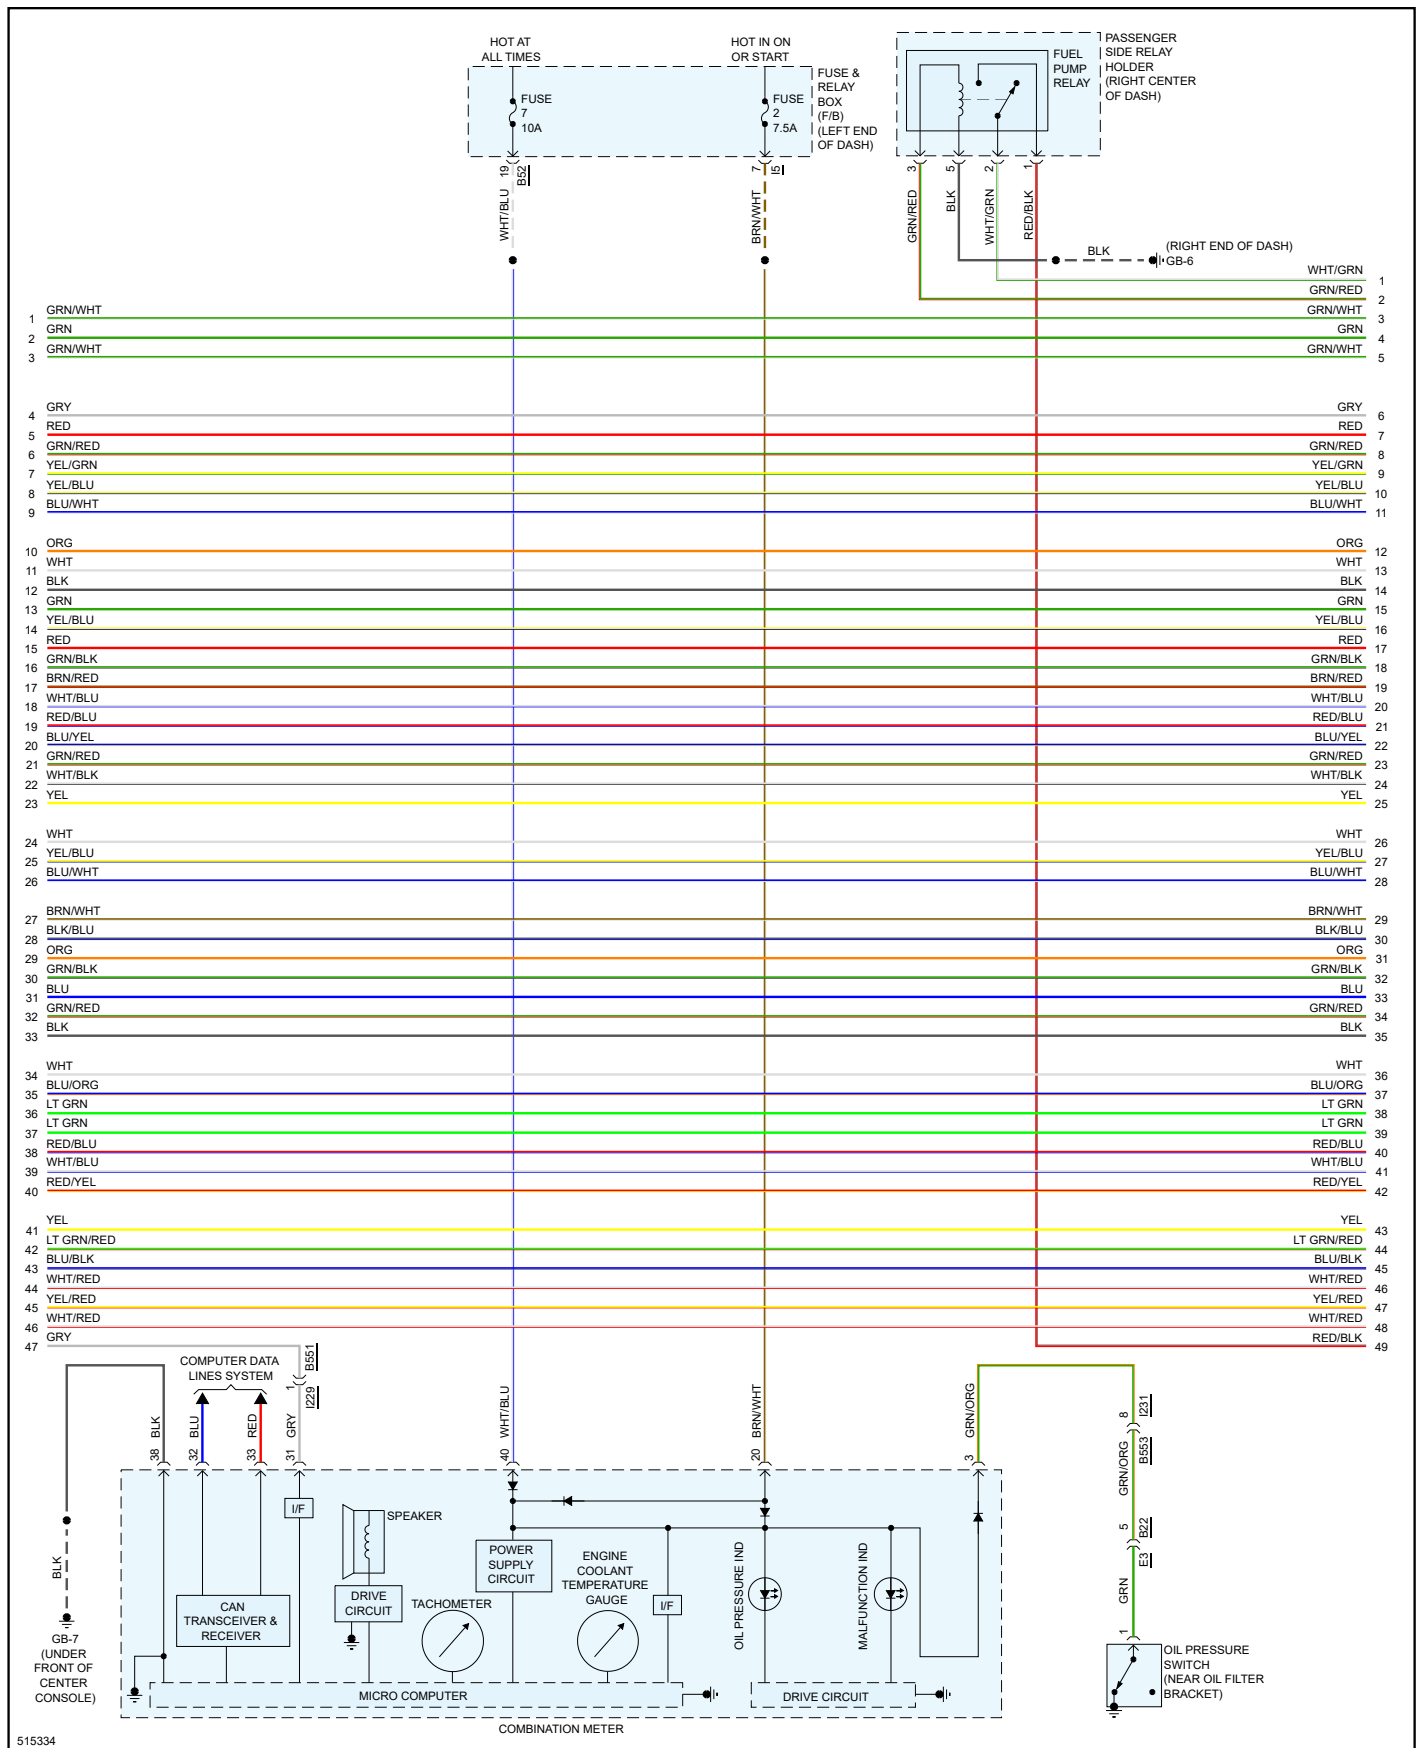 HOT AT
ALL TIMES
HOT IN ON
OR START
FUSE
7
10A
FUSE
2
7.5A
FUSE &
RELAY
BOX
(F/B)
(LEFT END
OF DASH)
FUEL
PUMP
RELAY
PASSENGER
SIDE RELAY
HOLDER
(RIGHT CENTER
OF DASH)
19
B52
WHT/BLU
7
I5
BRN/WHT
3
GRN/RED
5
BLK
2
WHT/GRN
1
RED/BLK
BLK
(RIGHT END OF DASH)
GB-6
WHT/GRN 1
GRN/RED 2
1 GRN/WHT GRN/WHT 3
2 GRN GRN 4
3 GRN/WHT GRN/WHT 5
4 GRY GRY 6
5 RED RED 7
6 GRN/RED GRN/RED 8
7 YEL/GRN YEL/GRN 9
8 YEL/BLU YEL/BLU 10
9 BLU/WHT BLU/WHT 11
10 ORG ORG 12
11 WHT WHT 13
12 BLK BLK 14
13 GRN GRN 15
14 YEL/BLU YEL/BLU 16
15 RED RED 17
16 GRN/BLK GRN/BLK 18
17 BRN/RED BRN/RED 19
18 WHT/BLU WHT/BLU 20
19 RED/BLU RED/BLU 21
20 BLU/YEL BLU/YEL 22
21 GRN/RED GRN/RED 23
22 WHT/BLK WHT/BLK 24
23 YEL YEL 25
24 WHT WHT 26
25 YEL/BLU YEL/BLU 27
26 BLU/WHT BLU/WHT 28
27 BRN/WHT BRN/WHT 29
28 BLK/BLU BLK/BLU 30
29 ORG ORG 31
30 GRN/BLK GRN/BLK 32
31 BLU BLU 33
32 GRN/RED GRN/RED 34
33 BLK BLK 35
34 WHT WHT 36
35 BLU/ORG BLU/ORG 37
36 LT GRN LT GRN 38
37 LT GRN LT GRN 39
38 RED/BLU RED/BLU 40
39 WHT/BLU WHT/BLU 41
40 RED/YEL RED/YEL 42
41 YEL YEL 43
42 LT GRN/RED LT GRN/RED 44
43 BLU/BLK BLU/BLK 45
44 WHT/RED WHT/RED 46
45 YEL/RED YEL/RED 47
46 WHT/RED WHT/RED 48
47 GRY RED/BLK 49
COMPUTER DATA
LINES SYSTEM
B551
1
I229
38 BLK
32 BLU
33 RED
31 GRY
40 WHT/BLU
20 BRN/WHT
3 GRN/ORG
8 I231
B553
GRN/ORG
5 B22
E3
GRN
1
BLK
GB-7
(UNDER
FRONT OF
CENTER
CONSOLE)
I/F
SPEAKER
DRIVE
CIRCUIT
CAN
TRANSCEIVER &
RECEIVER
TACHOMETER
POWER
SUPPLY
CIRCUIT
ENGINE
COOLANT
TEMPERATURE
GAUGE
I/F
OIL PRESSURE IND
MALFUNCTION IND
MICRO COMPUTER
DRIVE CIRCUIT
COMBINATION METER
OIL PRESSURE
SWITCH
(NEAR OIL FILTER
BRACKET)
515334